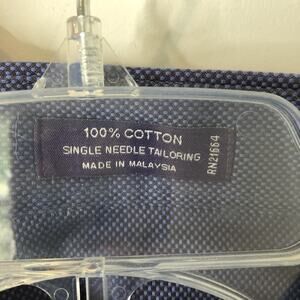 100% COTTON
SINGLE NEEDLE TAILORING
MADE IN MALAYSIA
RN21664